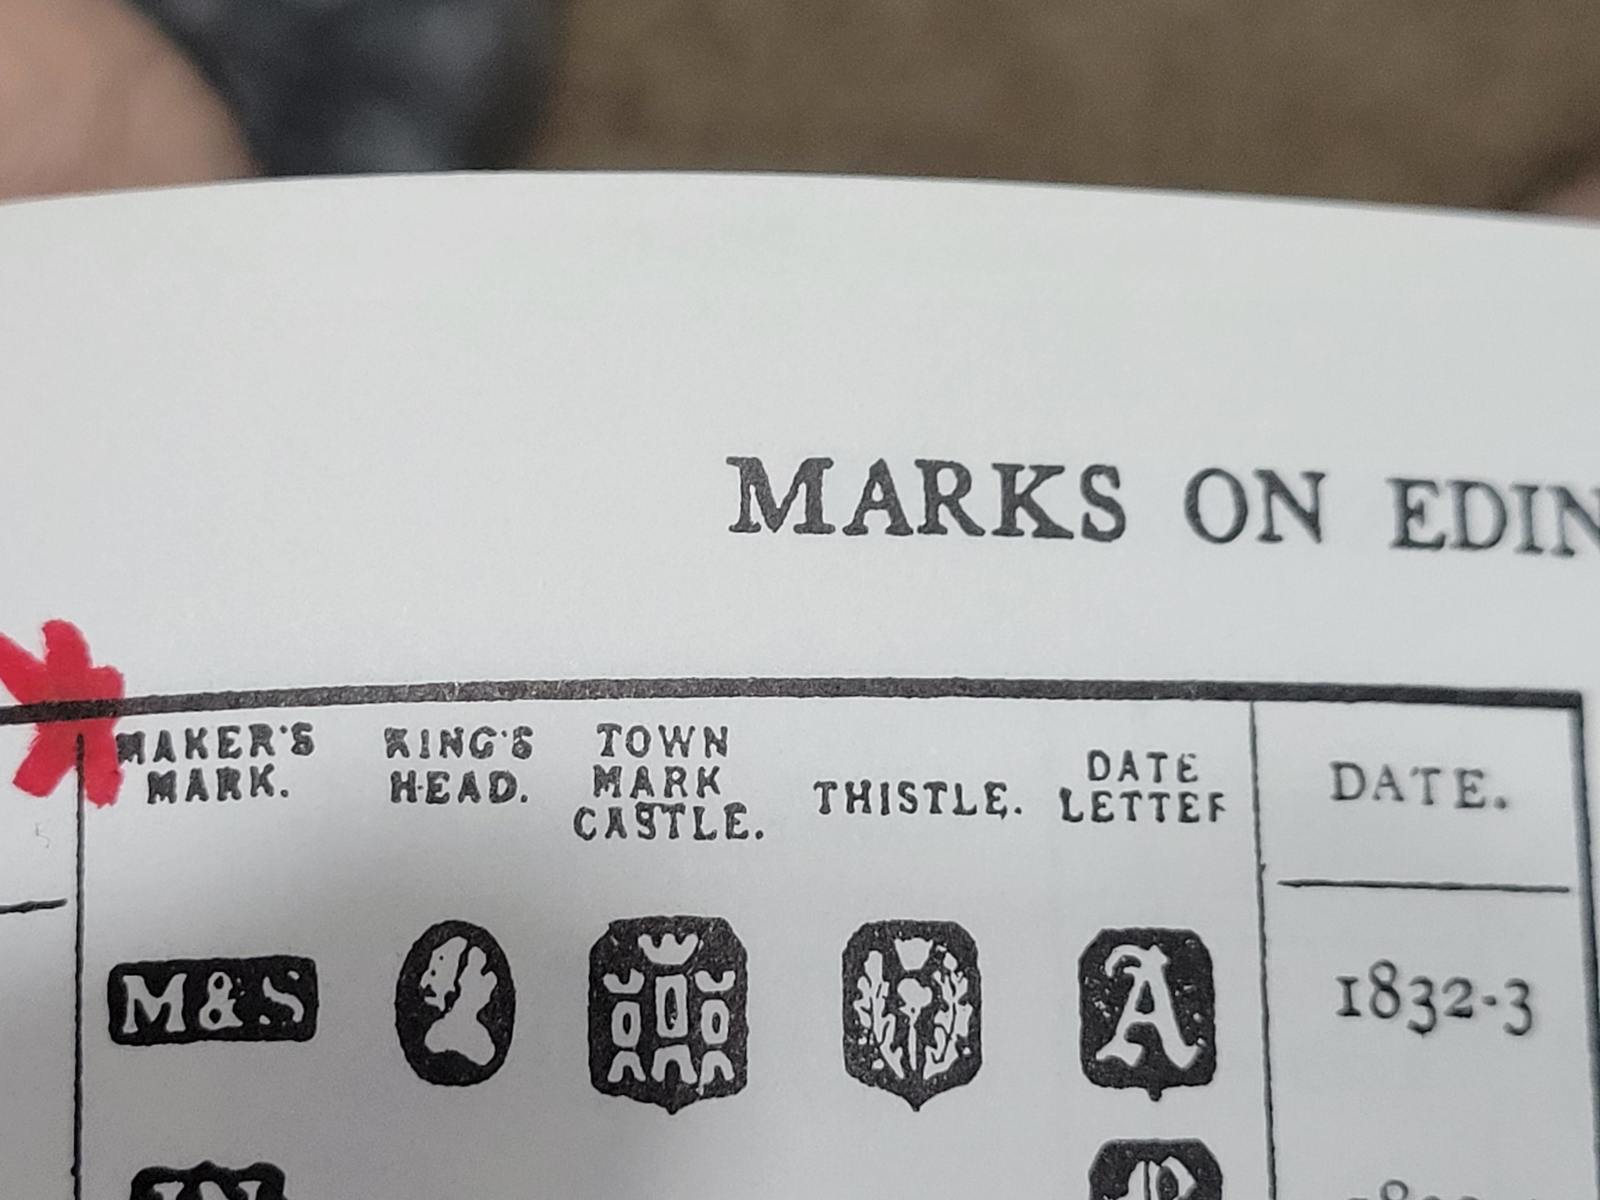 MARKS ON EDIN
MAKER'S
MARK.
KING'S
HEAD.
TOWN
MARK
CASTLE.
THISTLE.
DATE
LETTER
DATE.
M&S
A
1832-3